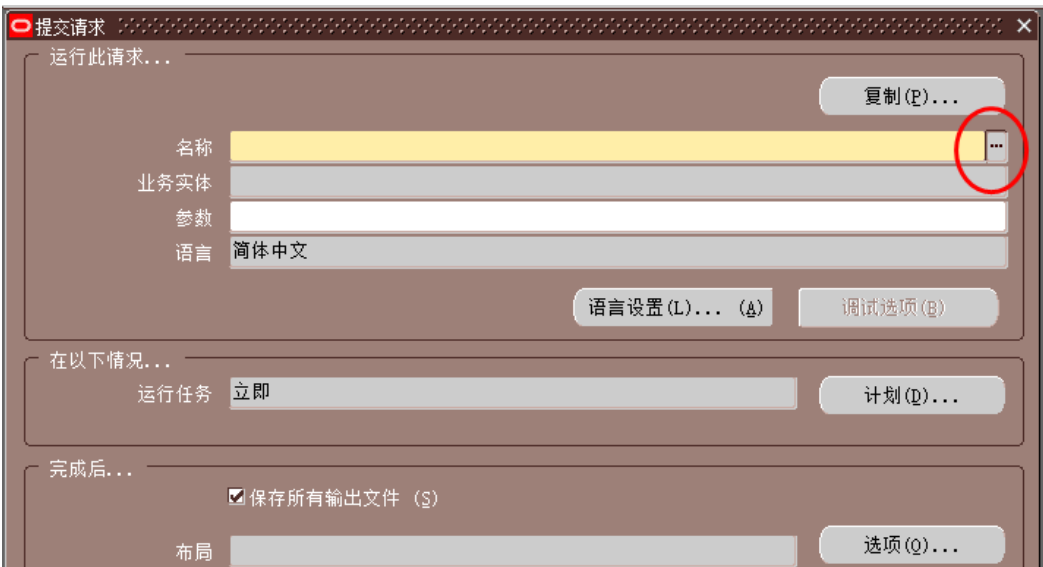 提交请求
运行此请求...
复制(P)...
名称
...
业务实体
参数
语言 简体中文
语言设置(L)... (A) 调试选项(B)
在以下情况...
运行任务 立即 计划(D)...
完成后...
保存所有输出文件 (S)
布局 选项(O)...